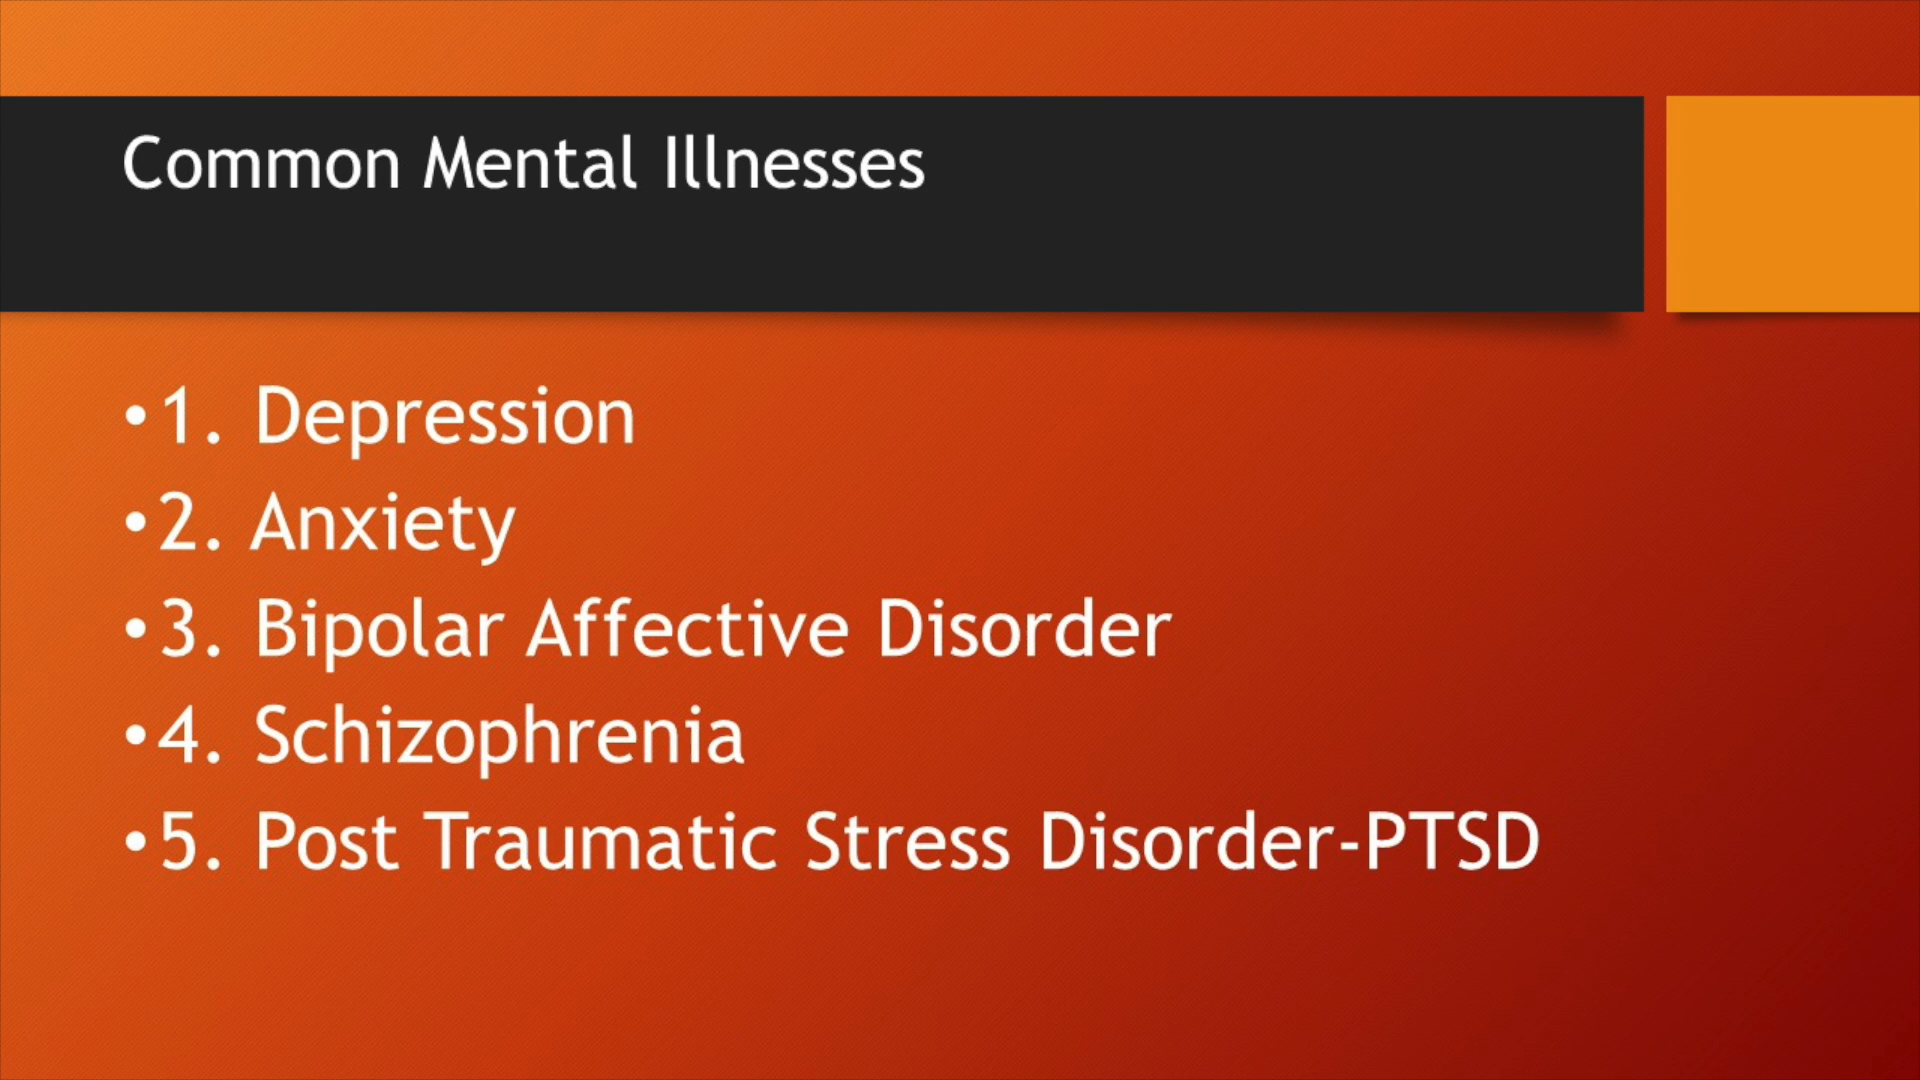 Common Mental Illnesses
•1. Depression
•2. Anxiety
•3. Bipolar Affective Disorder
•4. Schizophrenia
•5. Post Traumatic Stress Disorder-PTSD